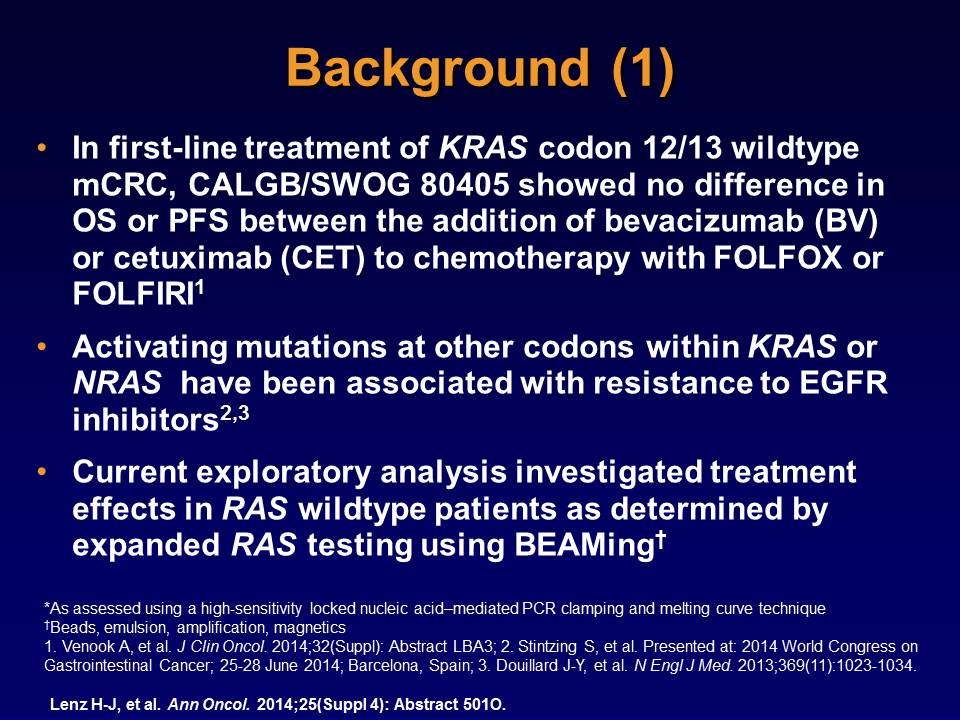 Background (1)
• In first-line treatment of KRAS codon 12/13 wildtype
mCRC, CALGB/SWOG 80405 showed no difference in
OS or PFS between the addition of bevacizumab (BV)
or cetuximab (CET) to chemotherapy with FOLFOX or
FOLFIRI¹
• Activating mutations at other codons within KRAS or
NRAS have been associated with resistance to EGFR
inhibitors²,³
• Current exploratory analysis investigated treatment
effects in RAS wildtype patients as determined by
expanded RAS testing using BEAMing†
*As assessed using a high-sensitivity locked nucleic acid–mediated PCR clamping and melting curve technique
†Beads, emulsion, amplification, magnetics
1. Venook A, et al. J Clin Oncol. 2014;32(Suppl): Abstract LBA3; 2. Stintzing S, et al. Presented at: 2014 World Congress on
Gastrointestinal Cancer; 25-28 June 2014; Barcelona, Spain; 3. Douillard J-Y, et al. N Engl J Med. 2013;369(11):1023-1034.
Lenz H-J, et al. Ann Oncol. 2014;25(Suppl 4): Abstract 501O.